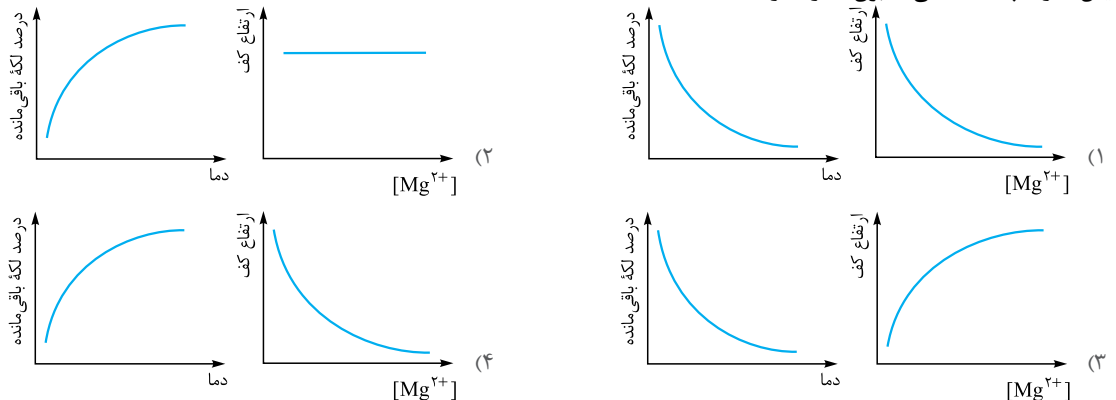 ۱)
ارتفاع کف
[Mg²⁺]
درصد لکهٔ باقی‌مانده
دما
۲)
ارتفاع کف
[Mg²⁺]
درصد لکهٔ باقی‌مانده
دما
۳)
ارتفاع کف
[Mg²⁺]
درصد لکهٔ باقی‌مانده
دما
۴)
ارتفاع کف
[Mg²⁺]
درصد لکهٔ باقی‌مانده
دما